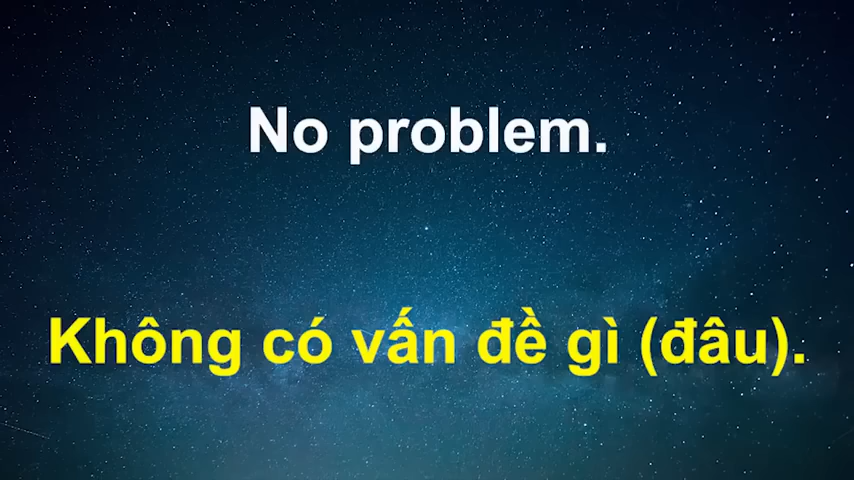 No problem.
Không có vấn đề gì (đâu).